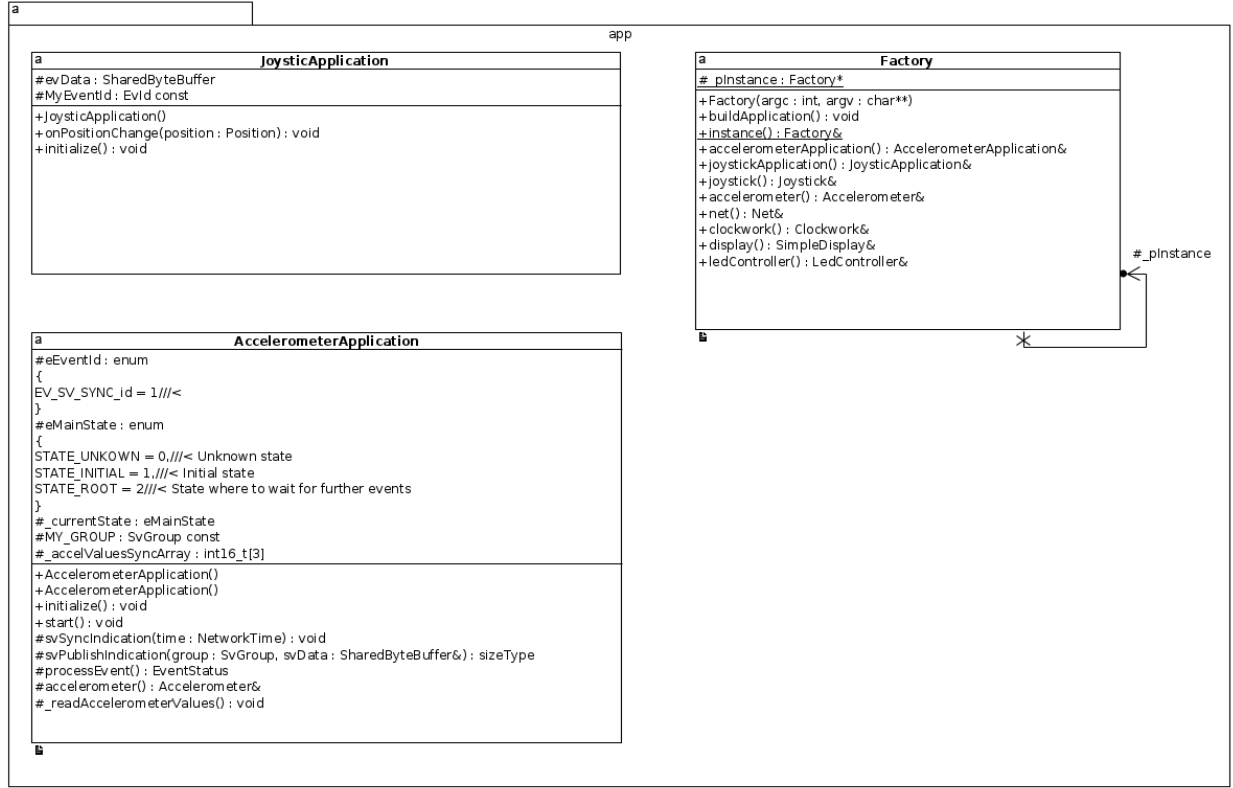 a
app
a
JoysticApplication
#evData : SharedByteBuffer
#MyEventId : EvId const
+JoysticApplication()
+onPositionChange(position : Position) : void
+initialize() : void
a
Factory
#_pInstance : Factory*
+Factory(argc : int, argv : char**)
+buildApplication() : void
+instance() : Factory&
+accelerometerApplication() : AccelerometerApplication&
+joystickApplication() : JoysticApplication&
+joystick() : Joystick&
+accelerometer() : Accelerometer&
+net() : Net&
+clockwork() : Clockwork&
+display() : SimpleDisplay&
+ledController() : LedController&
#_pInstance
a
AccelerometerApplication
#eEventId : enum
{
EV_SV_SYNC_id = 1///<
}
#eMainState : enum
{
STATE_UNKOWN = 0,///< Unknown state
STATE_INITIAL = 1,///< Initial state
STATE_ROOT = 2///< State where to wait for further events
}
#_currentState : eMainState
#MY_GROUP : SvGroup const
#_accelValuesSyncArray : int16_t[3]
+AccelerometerApplication()
+AccelerometerApplication()
+initialize() : void
+start() : void
#svSyncIndication(time : NetworkTime) : void
#svPublishIndication(group : SvGroup, svData : SharedByteBuffer&) : sizeType
#processEvent() : EventStatus
#accelerometer() : Accelerometer&
#_readAccelerometerValues() : void